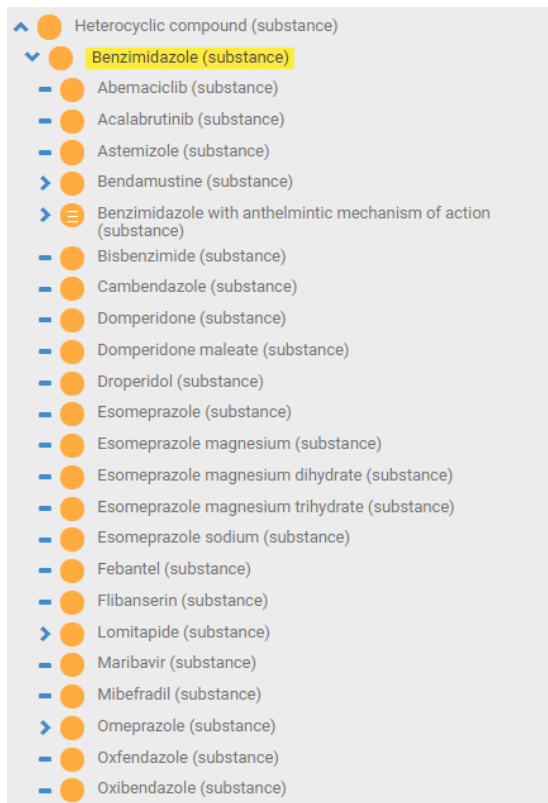 Heterocyclic compound (substance)
Benzimidazole (substance)
Abemaciclib (substance)
Acalabrutinib (substance)
Astemizole (substance)
Bendamustine (substance)
Benzimidazole with anthelmintic mechanism of action
(substance)
Bisbenzimide (substance)
Cambendazole (substance)
Domperidone (substance)
Domperidone maleate (substance)
Droperidol (substance)
Esomeprazole (substance)
Esomeprazole magnesium (substance)
Esomeprazole magnesium dihydrate (substance)
Esomeprazole magnesium trihydrate (substance)
Esomeprazole sodium (substance)
Febantel (substance)
Flibanserin (substance)
Lomitapide (substance)
Maribavir (substance)
Mibefradil (substance)
Omeprazole (substance)
Oxfendazole (substance)
Oxibendazole (substance)